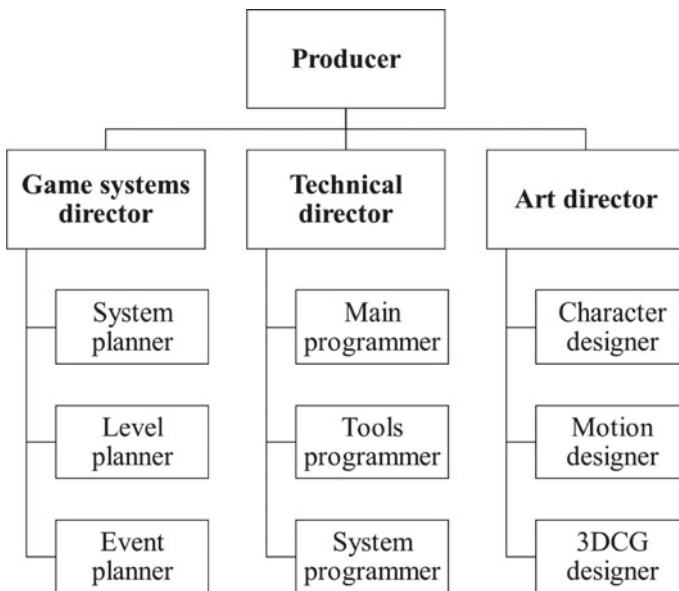 Producer
Game systems
director
Technical
director
Art director
System
planner
Level
planner
Event
planner
Main
programmer
Tools
programmer
System
programmer
Character
designer
Motion
designer
3DCG
designer